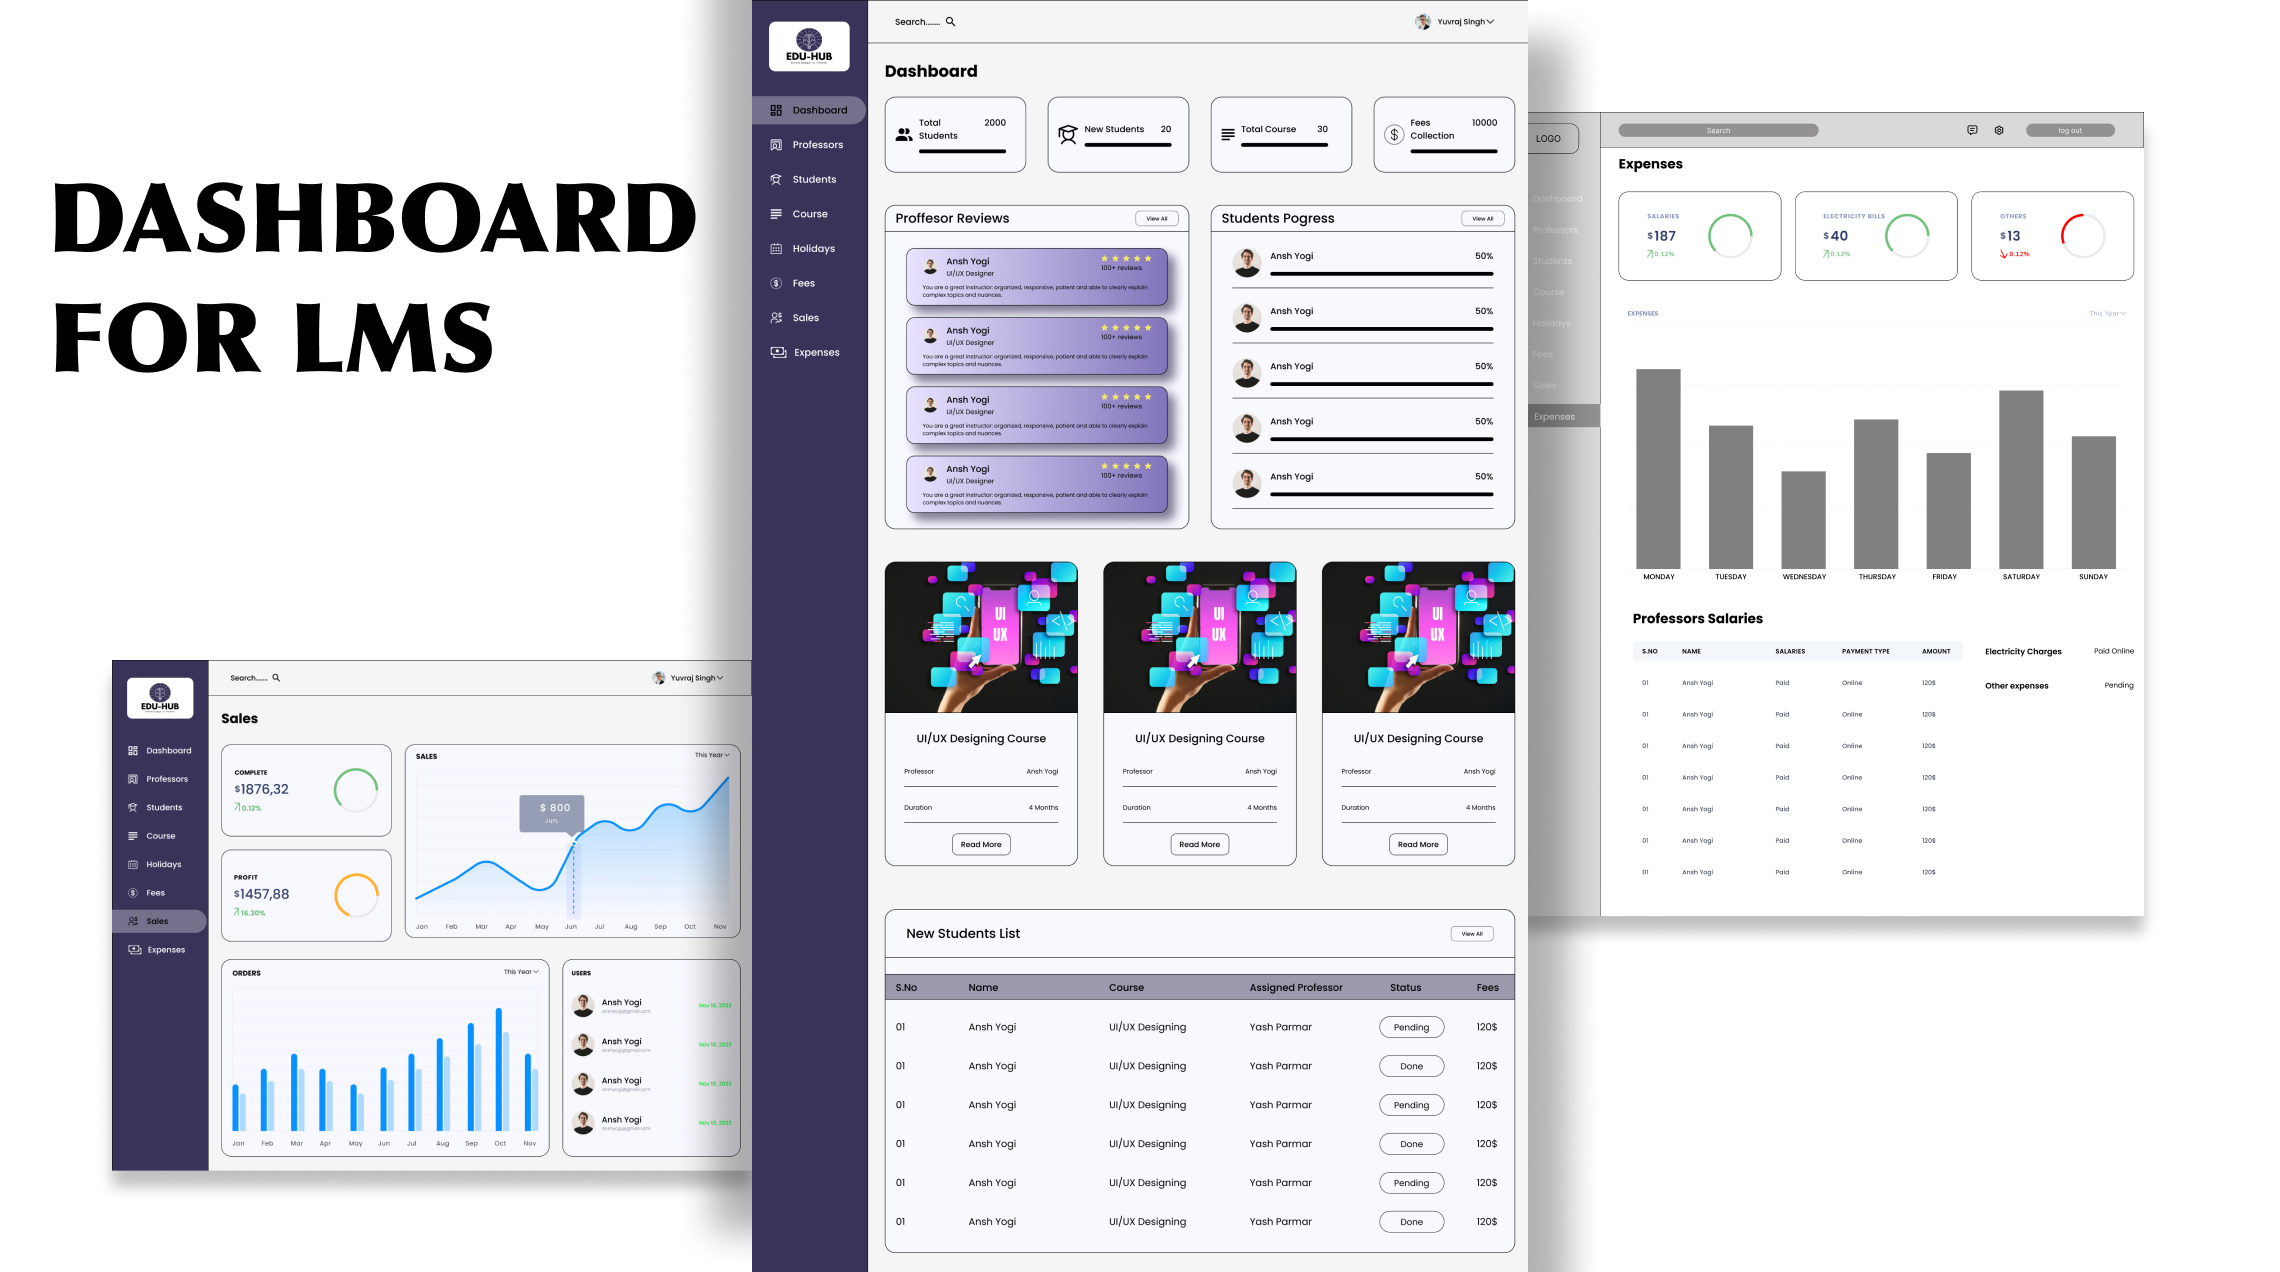 DASHBOARD
FOR LMS
EDU-HUB
Dashboard
Professors
Students
Course
Holidays
Fees
Sales
Expenses
Search.......
Yuvraj Singh
Dashboard
Total Students 2000
New Students 20
Total Course 30
Fees Collection 10000
Proffesor Reviews View All
Ansh Yogi
UI/UX Designer
100+ reviews
You are a great instructor: organized, responsive, patient and able to clearly explain
complex topics and nuances.
Ansh Yogi
UI/UX Designer
100+ reviews
You are a great instructor: organized, responsive, patient and able to clearly explain
complex topics and nuances.
Ansh Yogi
UI/UX Designer
100+ reviews
You are a great instructor: organized, responsive, patient and able to clearly explain
complex topics and nuances.
Ansh Yogi
UI/UX Designer
100+ reviews
You are a great instructor: organized, responsive, patient and able to clearly explain
complex topics and nuances.
Students Pogress View All
Ansh Yogi 50%
Ansh Yogi 50%
Ansh Yogi 50%
Ansh Yogi 50%
Ansh Yogi 50%
UI
UX
UI/UX Designing Course
Professor Ansh Yogi
Duration 4 Months
Read More
UI
UX
UI/UX Designing Course
Professor Ansh Yogi
Duration 4 Months
Read More
UI
UX
UI/UX Designing Course
Professor Ansh Yogi
Duration 4 Months
Read More
New Students List View All
S.No Name Course Assigned Professor Status Fees
01 Ansh Yogi UI/UX Designing Yash Parmar Pending 120$
01 Ansh Yogi UI/UX Designing Yash Parmar Done 120$
01 Ansh Yogi UI/UX Designing Yash Parmar Pending 120$
01 Ansh Yogi UI/UX Designing Yash Parmar Done 120$
01 Ansh Yogi UI/UX Designing Yash Parmar Pending 120$
01 Ansh Yogi UI/UX Designing Yash Parmar Done 120$
EDU-HUB
Dashboard
Professors
Students
Course
Holidays
Fees
Sales
Expenses
Search......
Yuvraj Singh
Sales
COMPLETE
$1876,32
0.12%
PROFIT
$1457,88
16.30%
SALES This Year
$ 800
Jun,
Jan Feb Mar Apr May Jun Jul Aug Sep Oct Nov
ORDERS This Year
Jan Feb Mar Apr May Jun Jul Aug Sep Oct Nov
USERS
Ansh Yogi Nov 10, 2023
anshyogi@gmail.com
Ansh Yogi Nov 10, 2023
anshyogi@gmail.com
Ansh Yogi Nov 10, 2023
anshyogi@gmail.com
Ansh Yogi Nov 10, 2023
anshyogi@gmail.com
LOGO
Dashboard
Professors
Students
Course
Holidays
Fees
Sales
Expenses
Search
log out
Expenses
SALARIES
$187
0.12%
ELECTRICITY BILLS
$40
0.12%
OTHERS
$13
0.12%
EXPENSES This Year
MONDAY TUESDAY WEDNESDAY THURSDAY FRIDAY SATURDAY SUNDAY
Professors Salaries
S.NO NAME SALARIES PAYMENT TYPE AMOUNT
01 Ansh Yogi Paid Online 120$
01 Ansh Yogi Paid Online 120$
01 Ansh Yogi Paid Online 120$
01 Ansh Yogi Paid Online 120$
01 Ansh Yogi Paid Online 120$
01 Ansh Yogi Paid Online 120$
01 Ansh Yogi Paid Online 120$
Electricity Charges Paid Online
Other expenses Pending